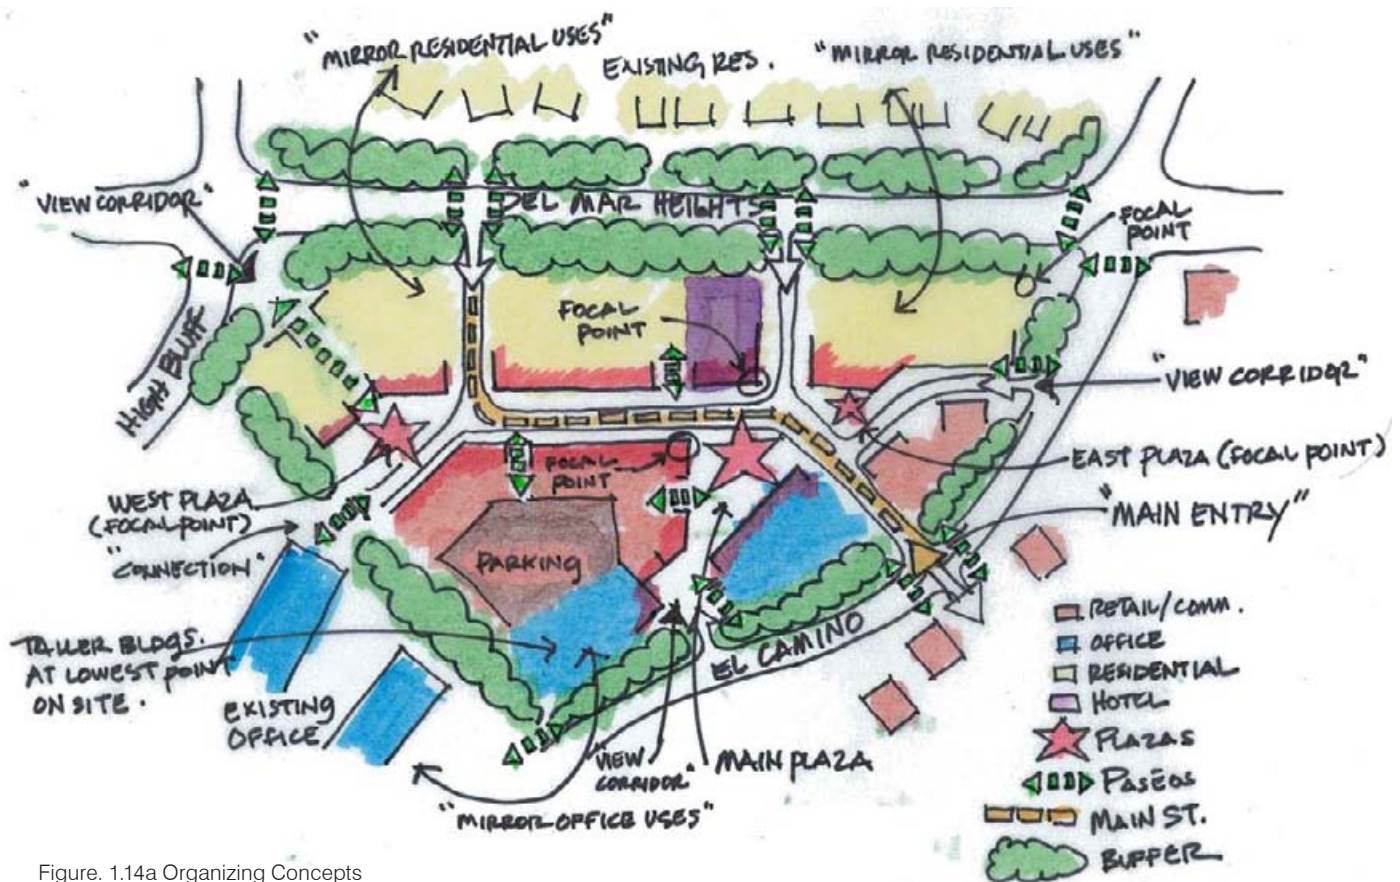 "MIRROR RESIDENTIAL USES"
EXISTING RES.
"MIRROR RESIDENTIAL USES"
"VIEW CORRIDOR"
DEL MAR HEIGHTS
FOCAL
POINT
HIGH BLUFF
FOCAL
POINT
"VIEW CORRIDOR"
FOCAL
POINT
EAST PLAZA (FOCAL POINT)
WEST PLAZA
(FOCAL POINT)
"CONNECTION"
"MAIN ENTRY"
PARKING
TALLER BLDGS.
AT LOWEST POINT
ON SITE.
EL CAMINO
EXISTING
OFFICE
"VIEW
CORRIDOR"
MAIN PLAZA
"MIRROR OFFICE USES"
RETAIL/COMM.
OFFICE
RESIDENTIAL
HOTEL
PLAZAS
PASEOS
MAIN ST.
BUFFER
Figure. 1.14a Organizing Concepts